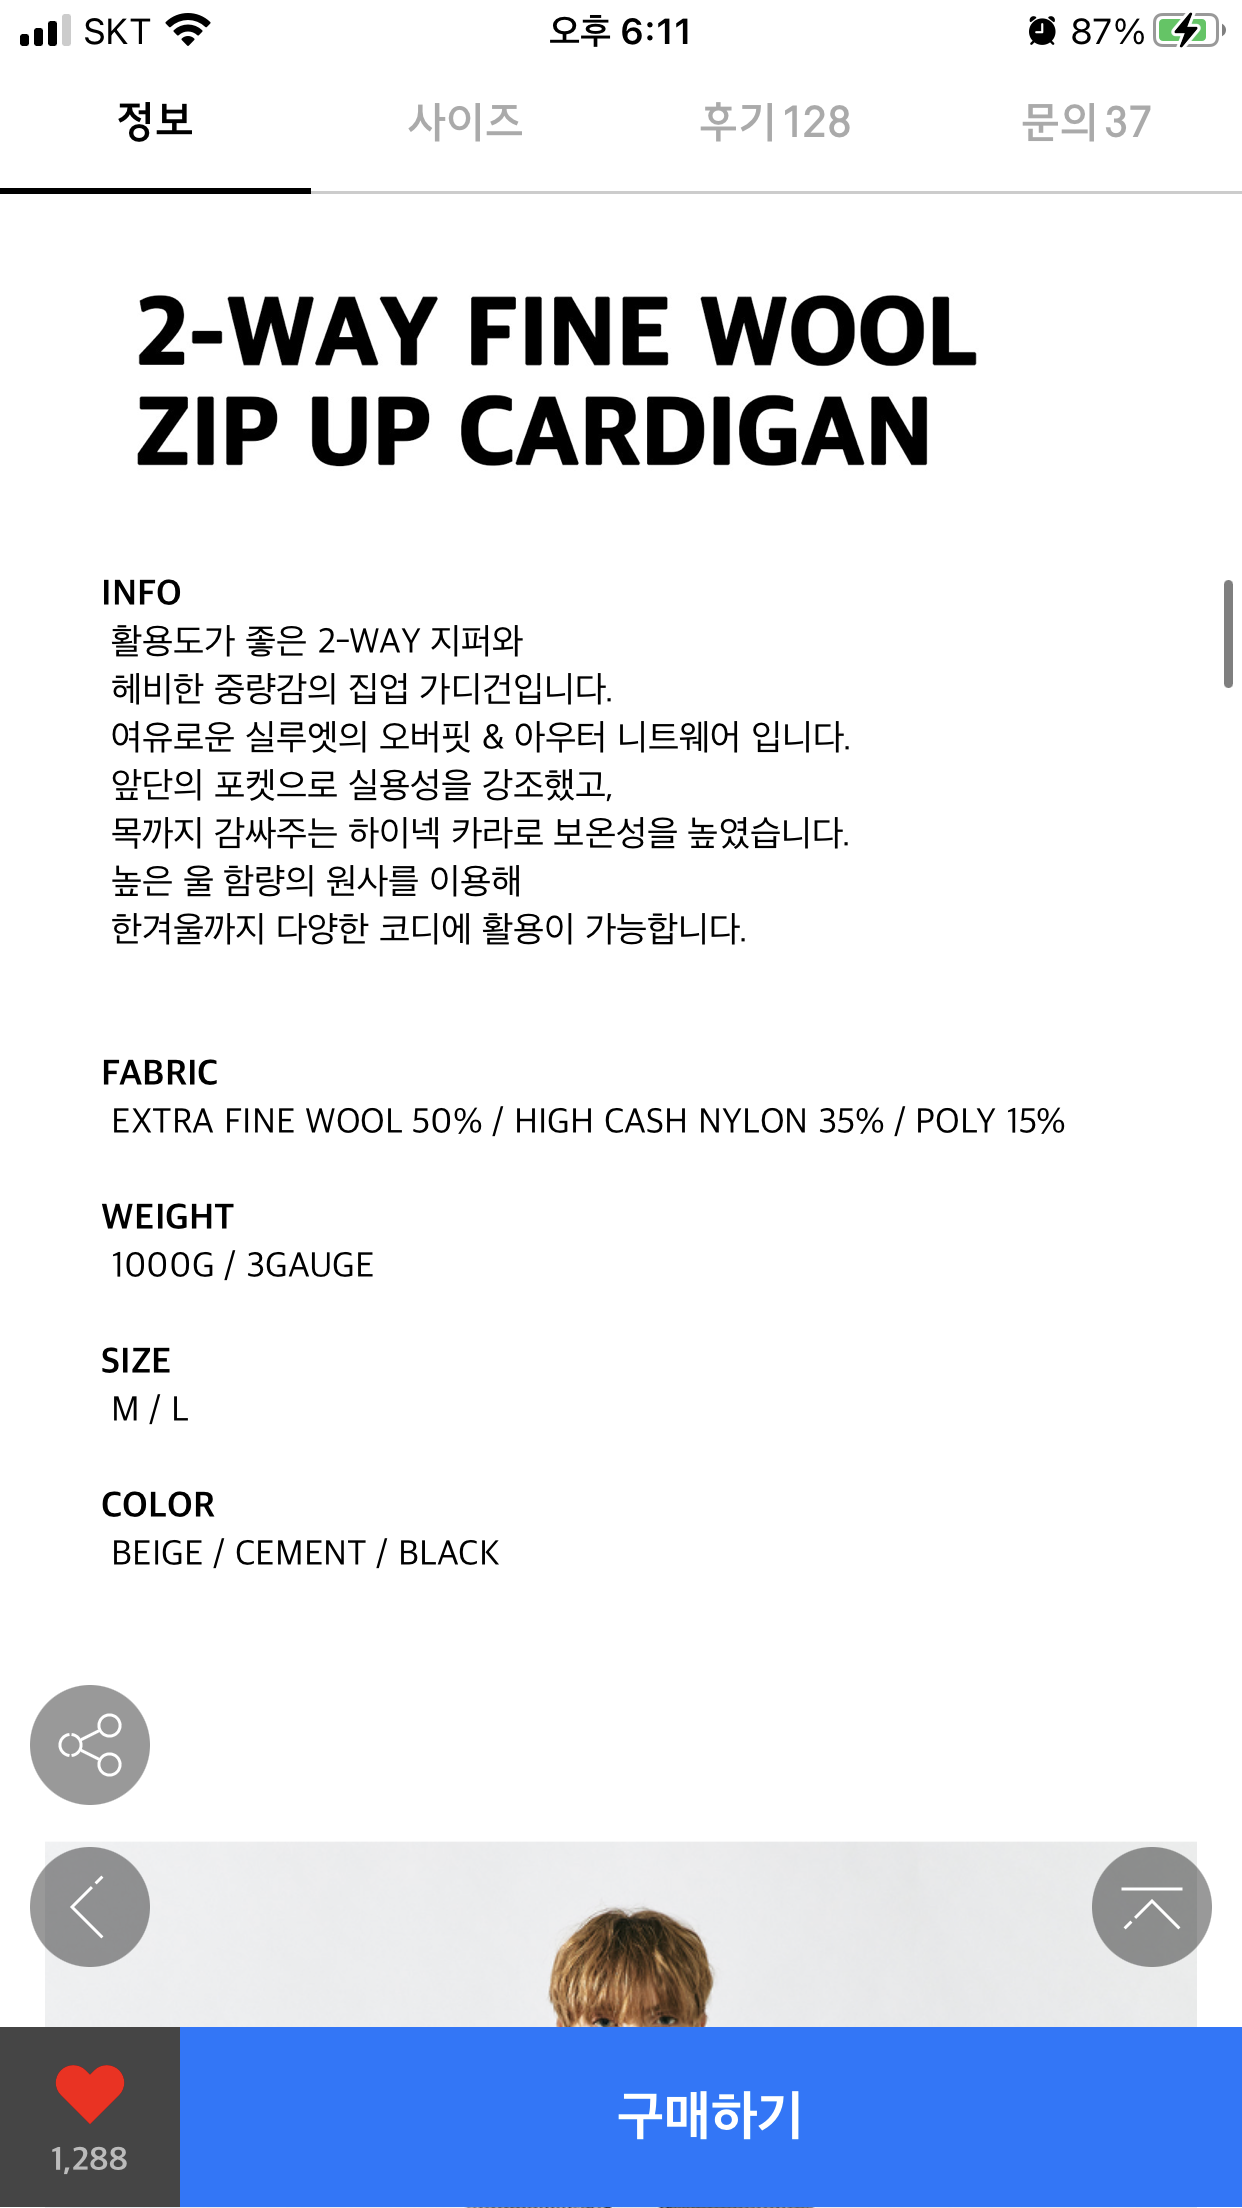 SKT 오후 6:11 87%
정보 사이즈 후기 128 문의 37
2-WAY FINE WOOL
ZIP UP CARDIGAN
INFO
활용도가 좋은 2-WAY 지퍼와
헤비한 중량감의 집업 가디건입니다.
여유로운 실루엣의 오버핏 & 아우터 니트웨어 입니다.
앞단의 포켓으로 실용성을 강조했고,
목까지 감싸주는 하이넥 카라로 보온성을 높였습니다.
높은 울 함량의 원사를 이용해
한겨울까지 다양한 코디에 활용이 가능합니다.
FABRIC
EXTRA FINE WOOL 50% / HIGH CASH NYLON 35% / POLY 15%
WEIGHT
1000G / 3GAUGE
SIZE
M / L
COLOR
BEIGE / CEMENT / BLACK
구매하기
1,288